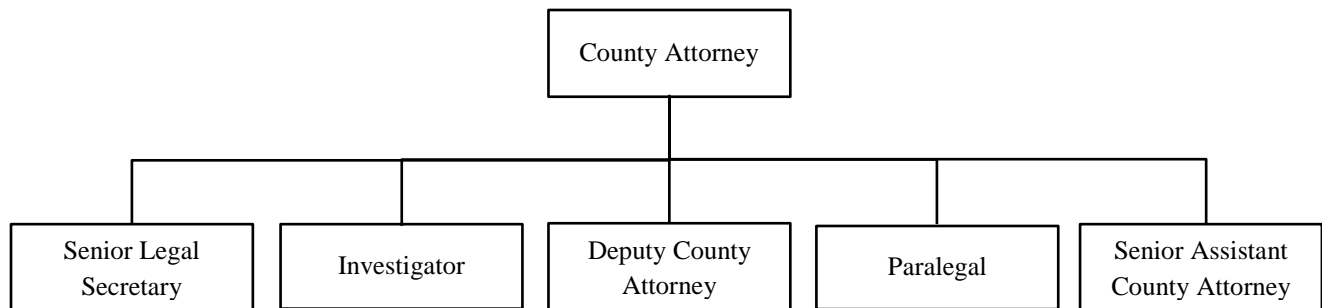 County Attorney
Senior Legal
Secretary
Investigator
Deputy County
Attorney
Paralegal
Senior Assistant
County Attorney